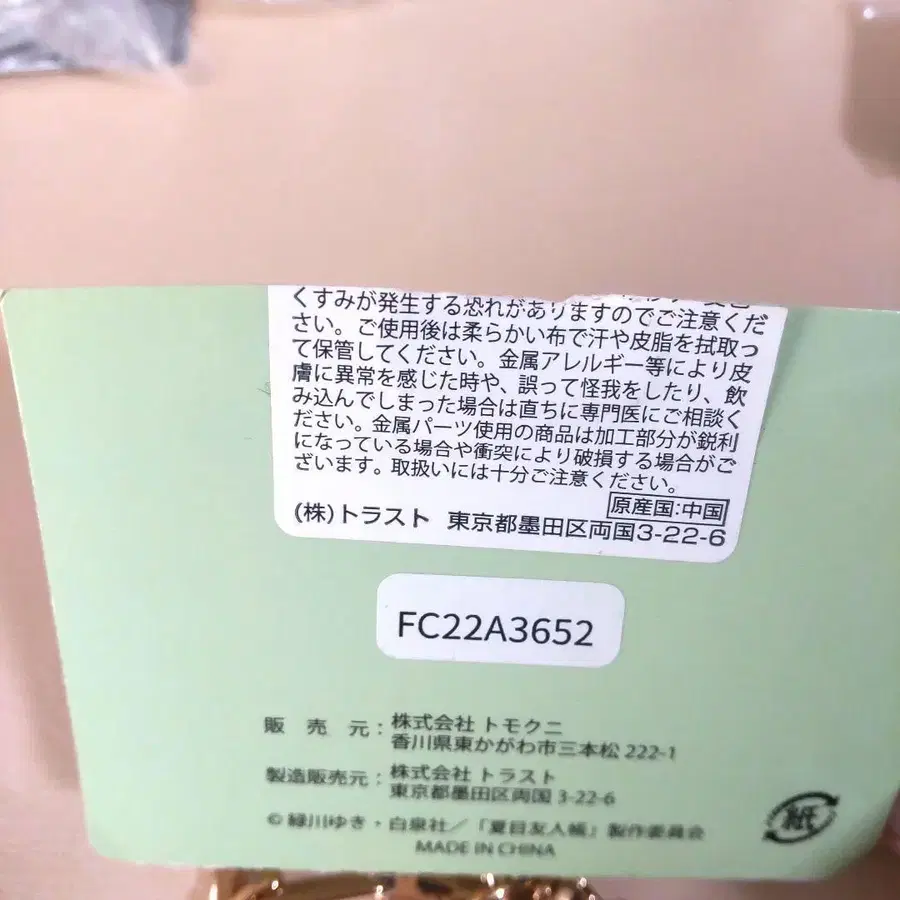 くすみが発生する恐れがありますのでご注意くだ
さい。ご使用後は柔らかい布で汗や皮脂を拭取っ
て保管してください。金属アレルギー等により皮
膚に異常を感じた時や、誤って怪我をしたり、飲
み込んでしまった場合は直ちに専門医にご相談く
ださい。金属パーツ使用の商品は加工部分が鋭利
になっている場合や衝突により破損する場合がご
ざいます。取扱いには十分ご注意ください。
原産国:中国
(株)トラスト 東京都墨田区両国3-22-6
FC22A3652
販売元: 株式会社 トモクニ
香川県東かがわ市三本松 222-1
製造販売元: 株式会社 トラスト
東京都墨田区両国 3-22-6
©緑川ゆき・白泉社/「夏目友人帳」製作委員会
MADE IN CHINA
紙